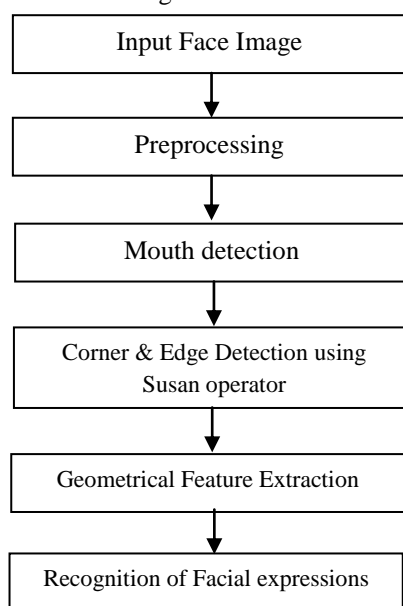 Input Face Image
Preprocessing
Mouth detection
Corner & Edge Detection using
Susan operator
Geometrical Feature Extraction
Recognition of Facial expressions